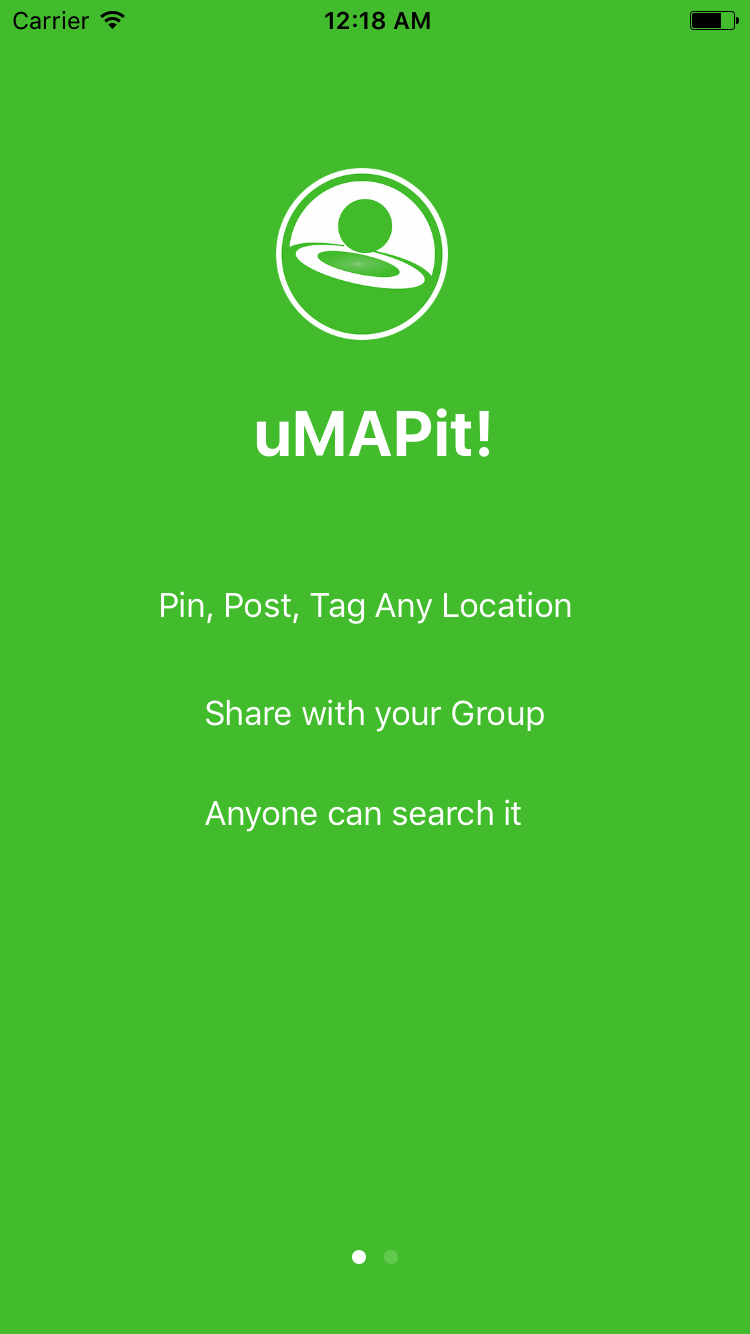 Carrier 12:18 AM
uMAPit!
Pin, Post, Tag Any Location
Share with your Group
Anyone can search it